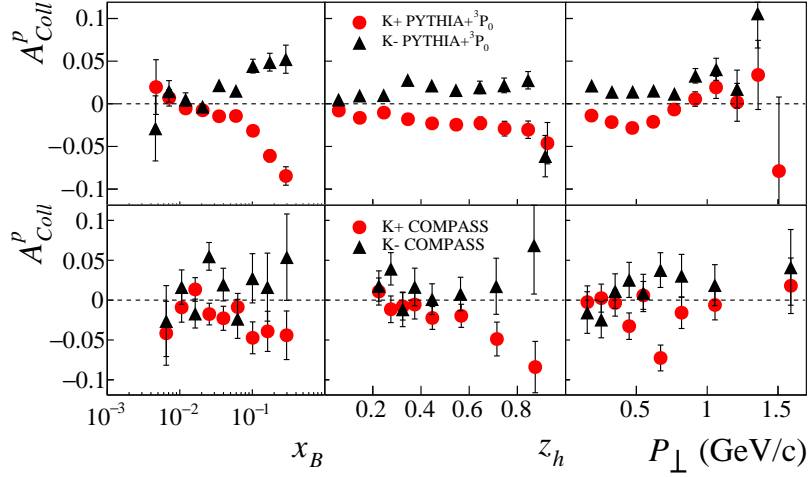 A^p_Coll
0.1
0.05
0
−0.05
−0.1
K+ PYTHIA+³P₀
K- PYTHIA+³P₀
A^p_Coll
0.1
0.05
0
−0.05
−0.1
K+ COMPASS
K- COMPASS
10⁻³ 10⁻² 10⁻¹ 0.2 0.4 0.6 0.8 0.5 1 1.5
x_B z_h P_⊥ (GeV/c)